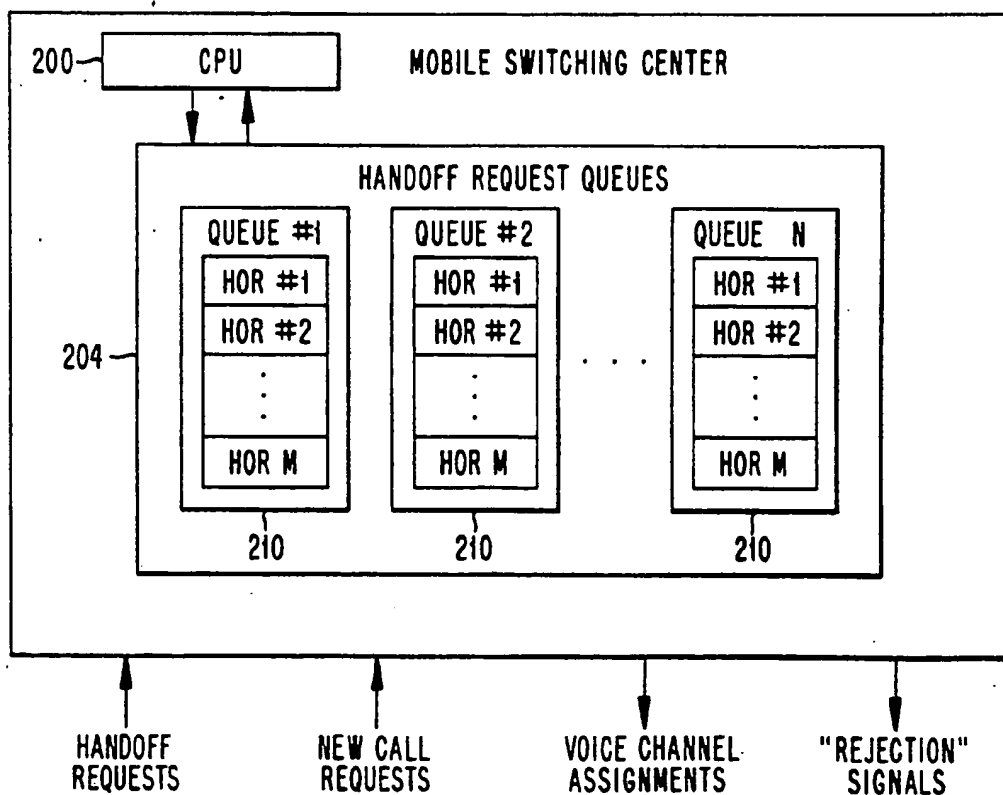 200
CPU
MOBILE SWITCHING CENTER
HANDOFF REQUEST QUEUES
204
QUEUE #1
HOR #1
HOR #2
HOR M
210
QUEUE #2
HOR #1
HOR #2
HOR M
210
. . .
QUEUE N
HOR #1
HOR #2
HOR M
210
HANDOFF
REQUESTS
NEW CALL
REQUESTS
VOICE CHANNEL
ASSIGNMENTS
"REJECTION"
SIGNALS